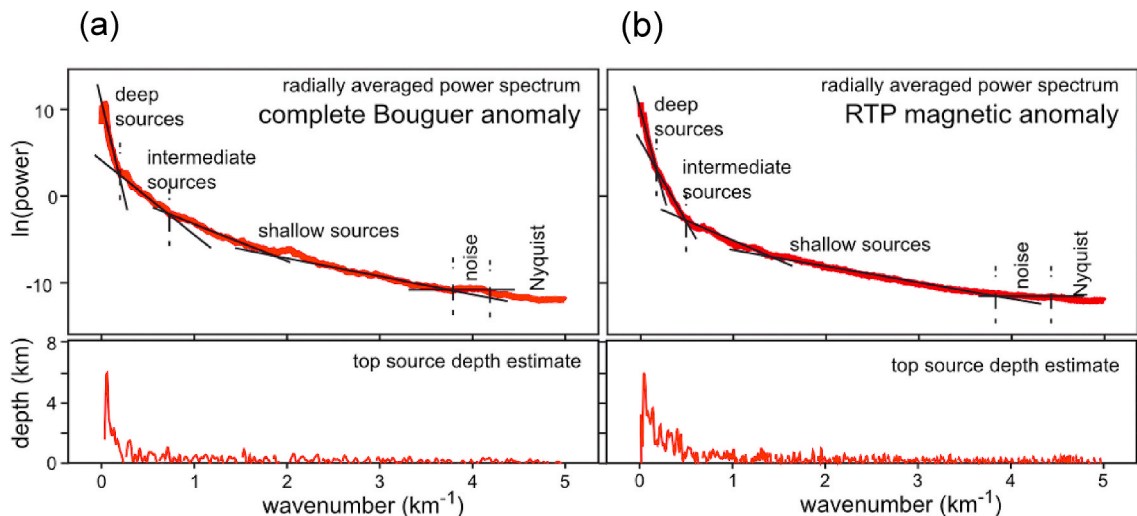 (a)
radially averaged power spectrum
complete Bouguer anomaly
deep
sources
intermediate
sources
shallow sources
noise
Nyquist
ln(power)
10
0
-10
top source depth estimate
depth (km)
8
4
0
0 1 2 3 4 5
wavenumber (km-1)
(b)
radially averaged power spectrum
RTP magnetic anomaly
deep
sources
intermediate
sources
shallow sources
noise
Nyquist
top source depth estimate
0 1 2 3 4 5
wavenumber (km-1)